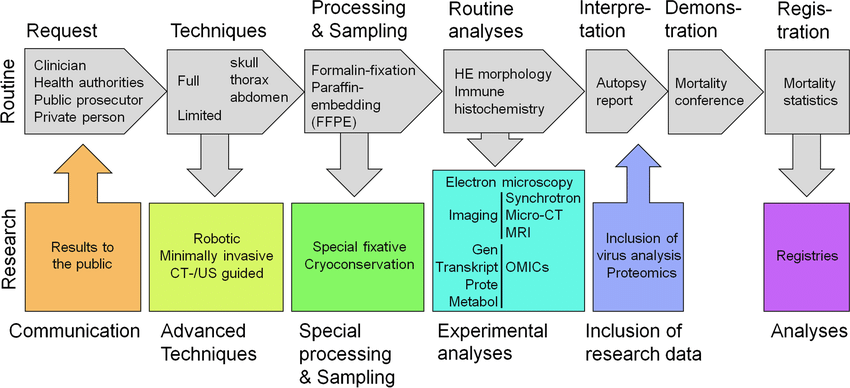 Request
Techniques
Processing
& Sampling
Routine
analyses
Interpre-
tation
Demons-
tration
Regis-
tration
Routine
Clinician
Health authorities
Public prosecutor
Private person
Full
Limited
skull
thorax
abdomen
Formalin-fixation
Paraffin-
embedding
(FFPE)
HE morphology
Immune
histochemistry
Autopsy
report
Mortality
conference
Mortality
statistics
Research
Results to
the public
Robotic
Minimally invasive
CT-/US guided
Special fixative
Cryoconservation
Electron microscopy
Imaging
Synchrotron
Micro-CT
MRI
Gen
Transkript
Prote
Metabol
OMICs
Inclusion of
virus analysis
Proteomics
Registries
Communication
Advanced
Techniques
Special
processing
& Sampling
Experimental
analyses
Inclusion of
research data
Analyses